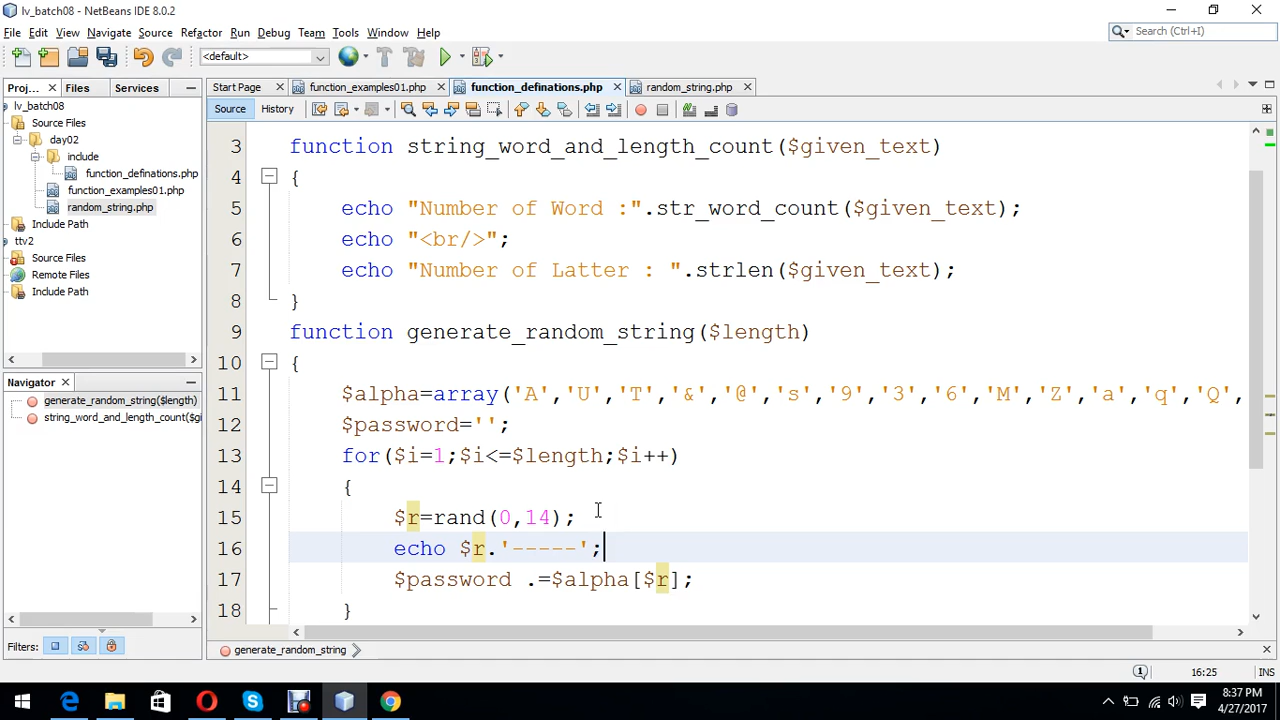 lv_batch08 - NetBeans IDE 8.0.2
File Edit View Navigate Source Refactor Run Debug Team Tools Window Help
Search (Ctrl+I)
<default>
Proj... Files Services
Start Page function_examples01.php function_definations.php random_string.php
lv_batch08
Source Files
day02
include
function_definations.php
function_examples01.php
random_string.php
Include Path
ttv2
Source Files
Remote Files
Include Path
Source History
3 function string_word_and_length_count($given_text)
4 {
5 echo "Number of Word :".str_word_count($given_text);
6 echo "<br/>";
7 echo "Number of Latter : ".strlen($given_text);
8 }
9 function generate_random_string($length)
10 {
11 $alpha=array('A','U','T','&','@','s','9','3','6','M','Z','a','q','Q',
12 $password='';
13 for($i=1;$i<=$length;$i++)
14 {
15 $r=rand(0,14);
16 echo $r.'-----';
17 $password .=$alpha[$r];
18 }
Navigator
generate_random_string($length)
string_word_and_length_count($gi
Filters:
generate_random_string
1 16:25 INS
8:37 PM
4/27/2017